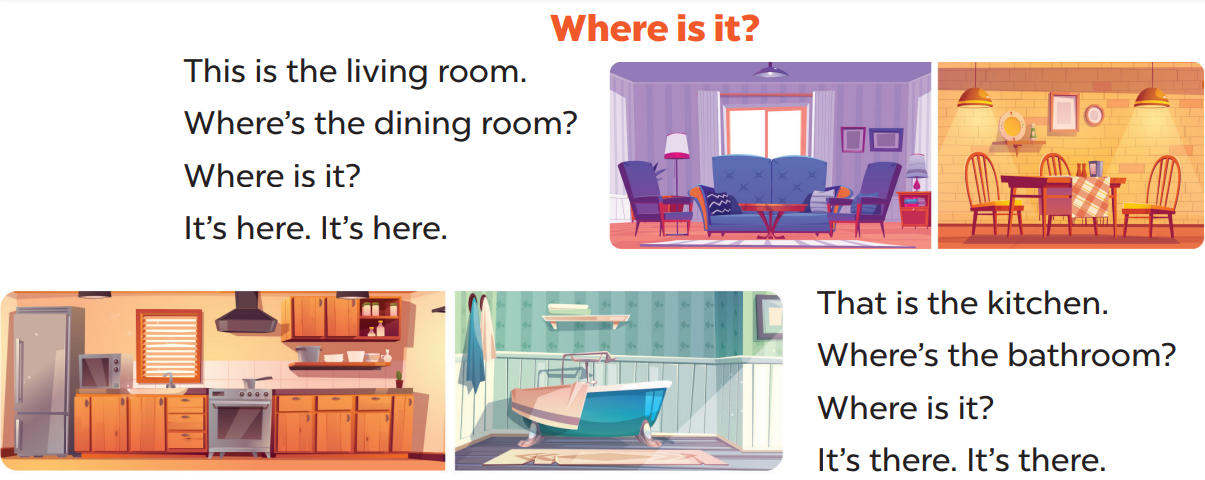 Where is it?
This is the living room.
Where’s the dining room?
Where is it?
It’s here. It’s here.
That is the kitchen.
Where’s the bathroom?
Where is it?
It’s there. It’s there.